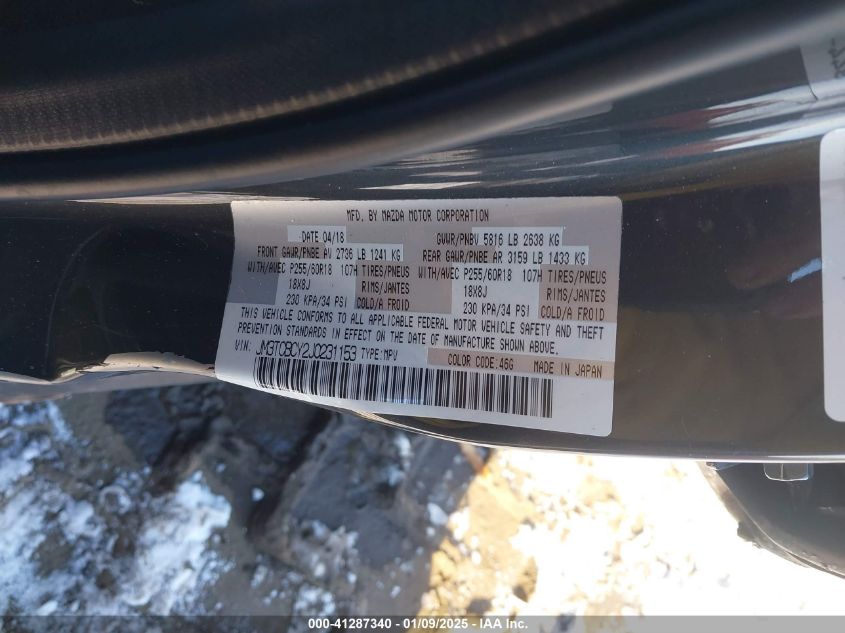 MFD. BY MAZDA MOTOR CORPORATION
DATE 04/18 GVWR/PNBV 5816 LB 2638 KG
FRONT GAWR/PNBE AV 2736 LB 1241 KG REAR GAWR/PNBE AR 3159 LB 1433 KG
WITH/AVEC P255/60R18 107H TIRES/PNEUS WITH/AVEC P255/60R18 107H TIRES/PNEUS
18X8J RIMS/JANTES 18X8J RIMS/JANTES
230 KPA/34 PSI COLD/A FROID 230 KPA/34 PSI COLD/A FROID
THIS VEHICLE CONFORMS TO ALL APPLICABLE FEDERAL MOTOR VEHICLE SAFETY AND THEFT
PREVENTION STANDARDS IN EFFECT ON THE DATE OF MANUFACTURE SHOWN ABOVE.
VIN: JM3TCBCY2J0231153 TYPE:MPV COLOR CODE:46G MADE IN JAPAN
000-41287340 - 01/09/2025 - IAA Inc.